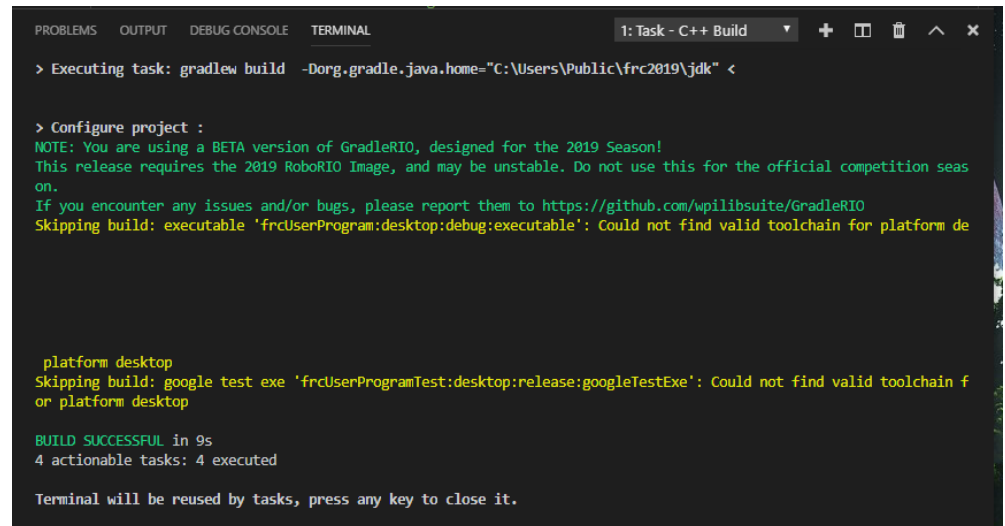 PROBLEMS OUTPUT DEBUG CONSOLE TERMINAL 1: Task - C++ Build
> Executing task: gradlew build  -Dorg.gradle.java.home="C:\Users\Public\frc2019\jdk" <
> Configure project :
NOTE: You are using a BETA version of GradleRIO, designed for the 2019 Season!
This release requires the 2019 RoboRIO Image, and may be unstable. Do not use this for the official competition seas
on.
If you encounter any issues and/or bugs, please report them to https://github.com/wpilibsuite/GradleRIO
Skipping build: executable 'frcUserProgram:desktop:debug:executable': Could not find valid toolchain for platform de
platform desktop
Skipping build: google test exe 'frcUserProgramTest:desktop:release:googleTestExe': Could not find valid toolchain f
or platform desktop
BUILD SUCCESSFUL in 9s
4 actionable tasks: 4 executed
Terminal will be reused by tasks, press any key to close it.